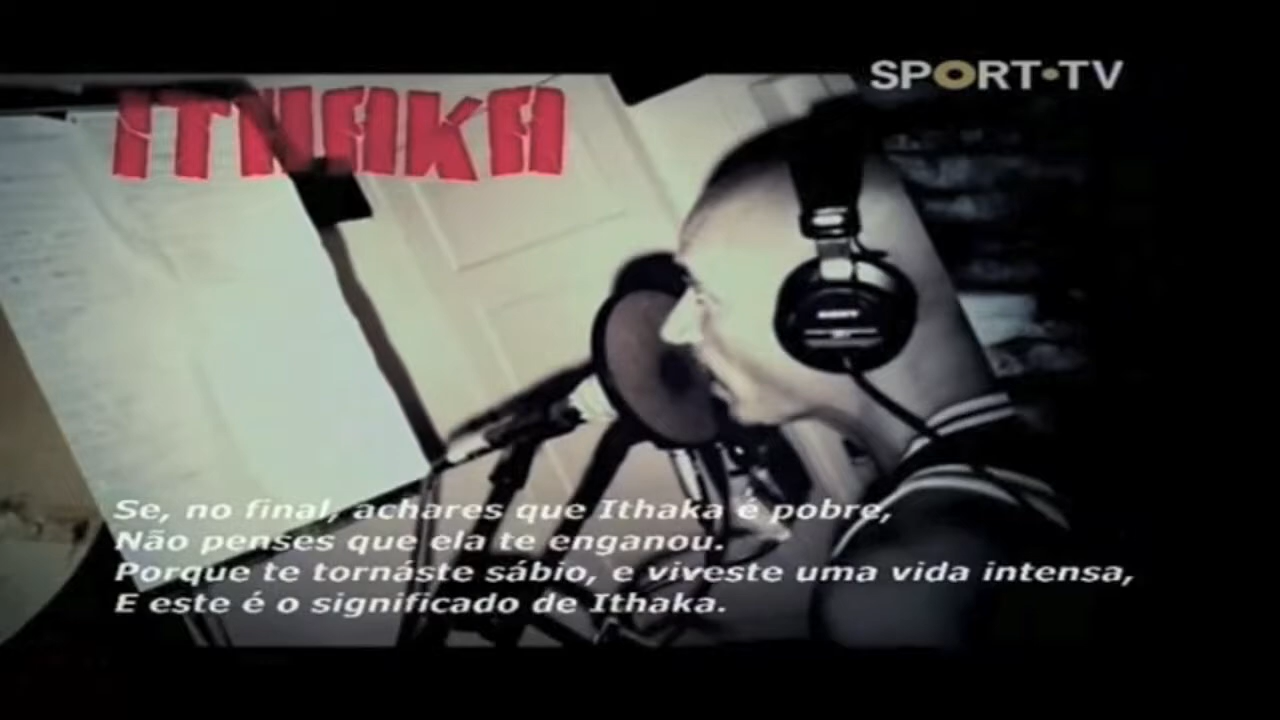 SPORT•TV
ITHAKA
SONY
Se, no final, achares que Ithaka é pobre,
Não penses que ela te enganou.
Porque te tornáste sábio, e viveste uma vida intensa,
E este é o significado de Ithaka.